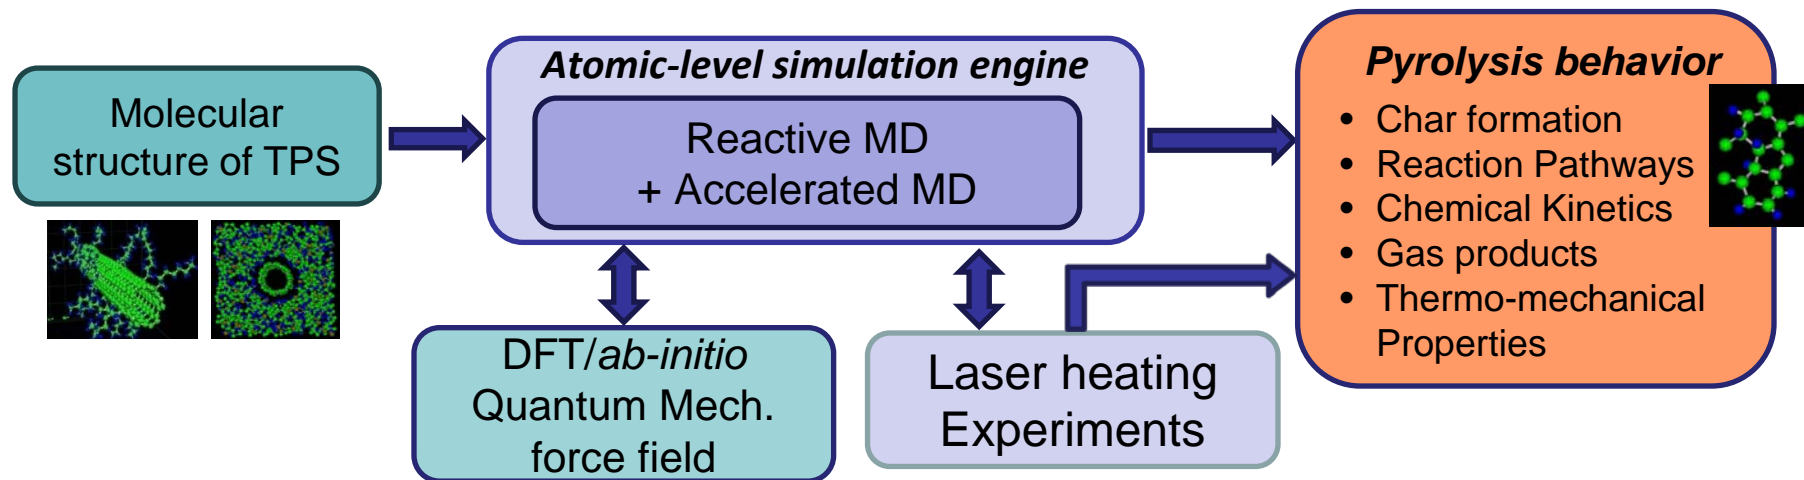 Molecular
structure of TPS
Atomic-level simulation engine
Reactive MD
+ Accelerated MD
DFT/ab-initio
Quantum Mech.
force field
Laser heating
Experiments
Pyrolysis behavior
• Char formation
• Reaction Pathways
• Chemical Kinetics
• Gas products
• Thermo-mechanical
Properties